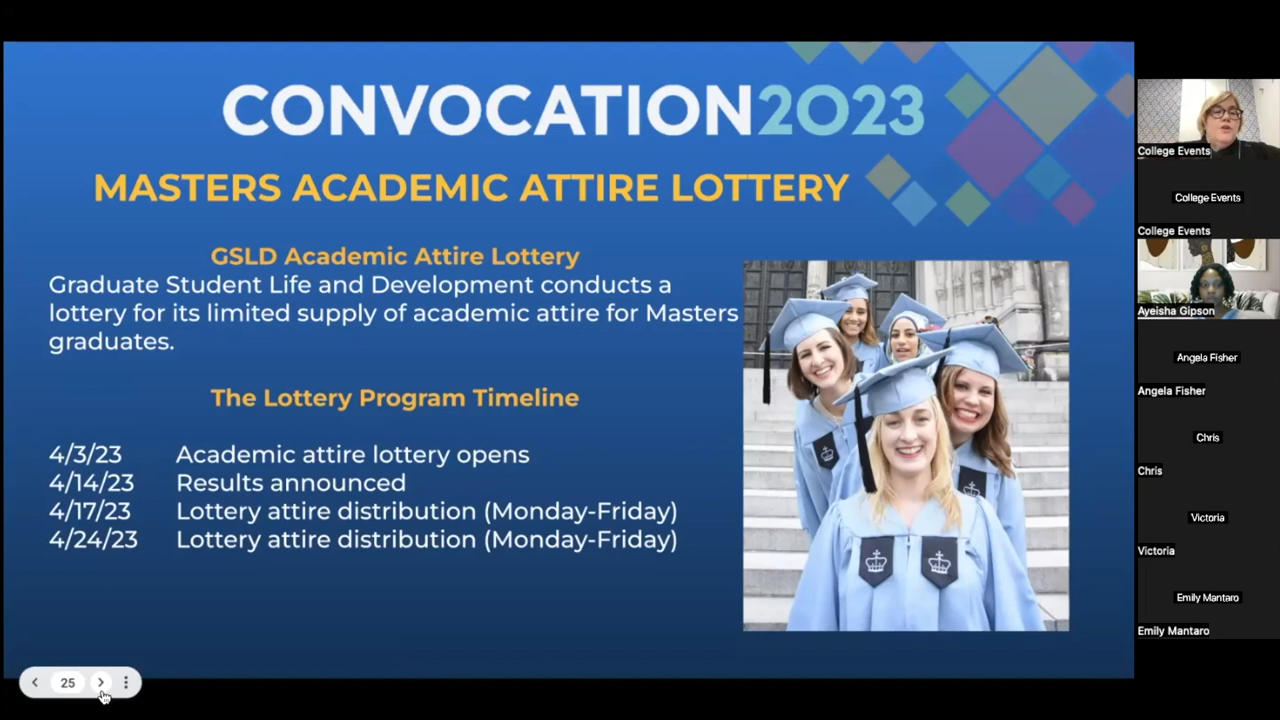 CONVOCATION2023
MASTERS ACADEMIC ATTIRE LOTTERY
GSLD Academic Attire Lottery
Graduate Student Life and Development conducts a
lottery for its limited supply of academic attire for Masters
graduates.
The Lottery Program Timeline
4/3/23 Academic attire lottery opens
4/14/23 Results announced
4/17/23 Lottery attire distribution (Monday-Friday)
4/24/23 Lottery attire distribution (Monday-Friday)
25
College Events
College Events
College Events
Ayeisha Gipson
Angela Fisher
Angela Fisher
Chris
Chris
Victoria
Victoria
Emily Mantaro
Emily Mantaro